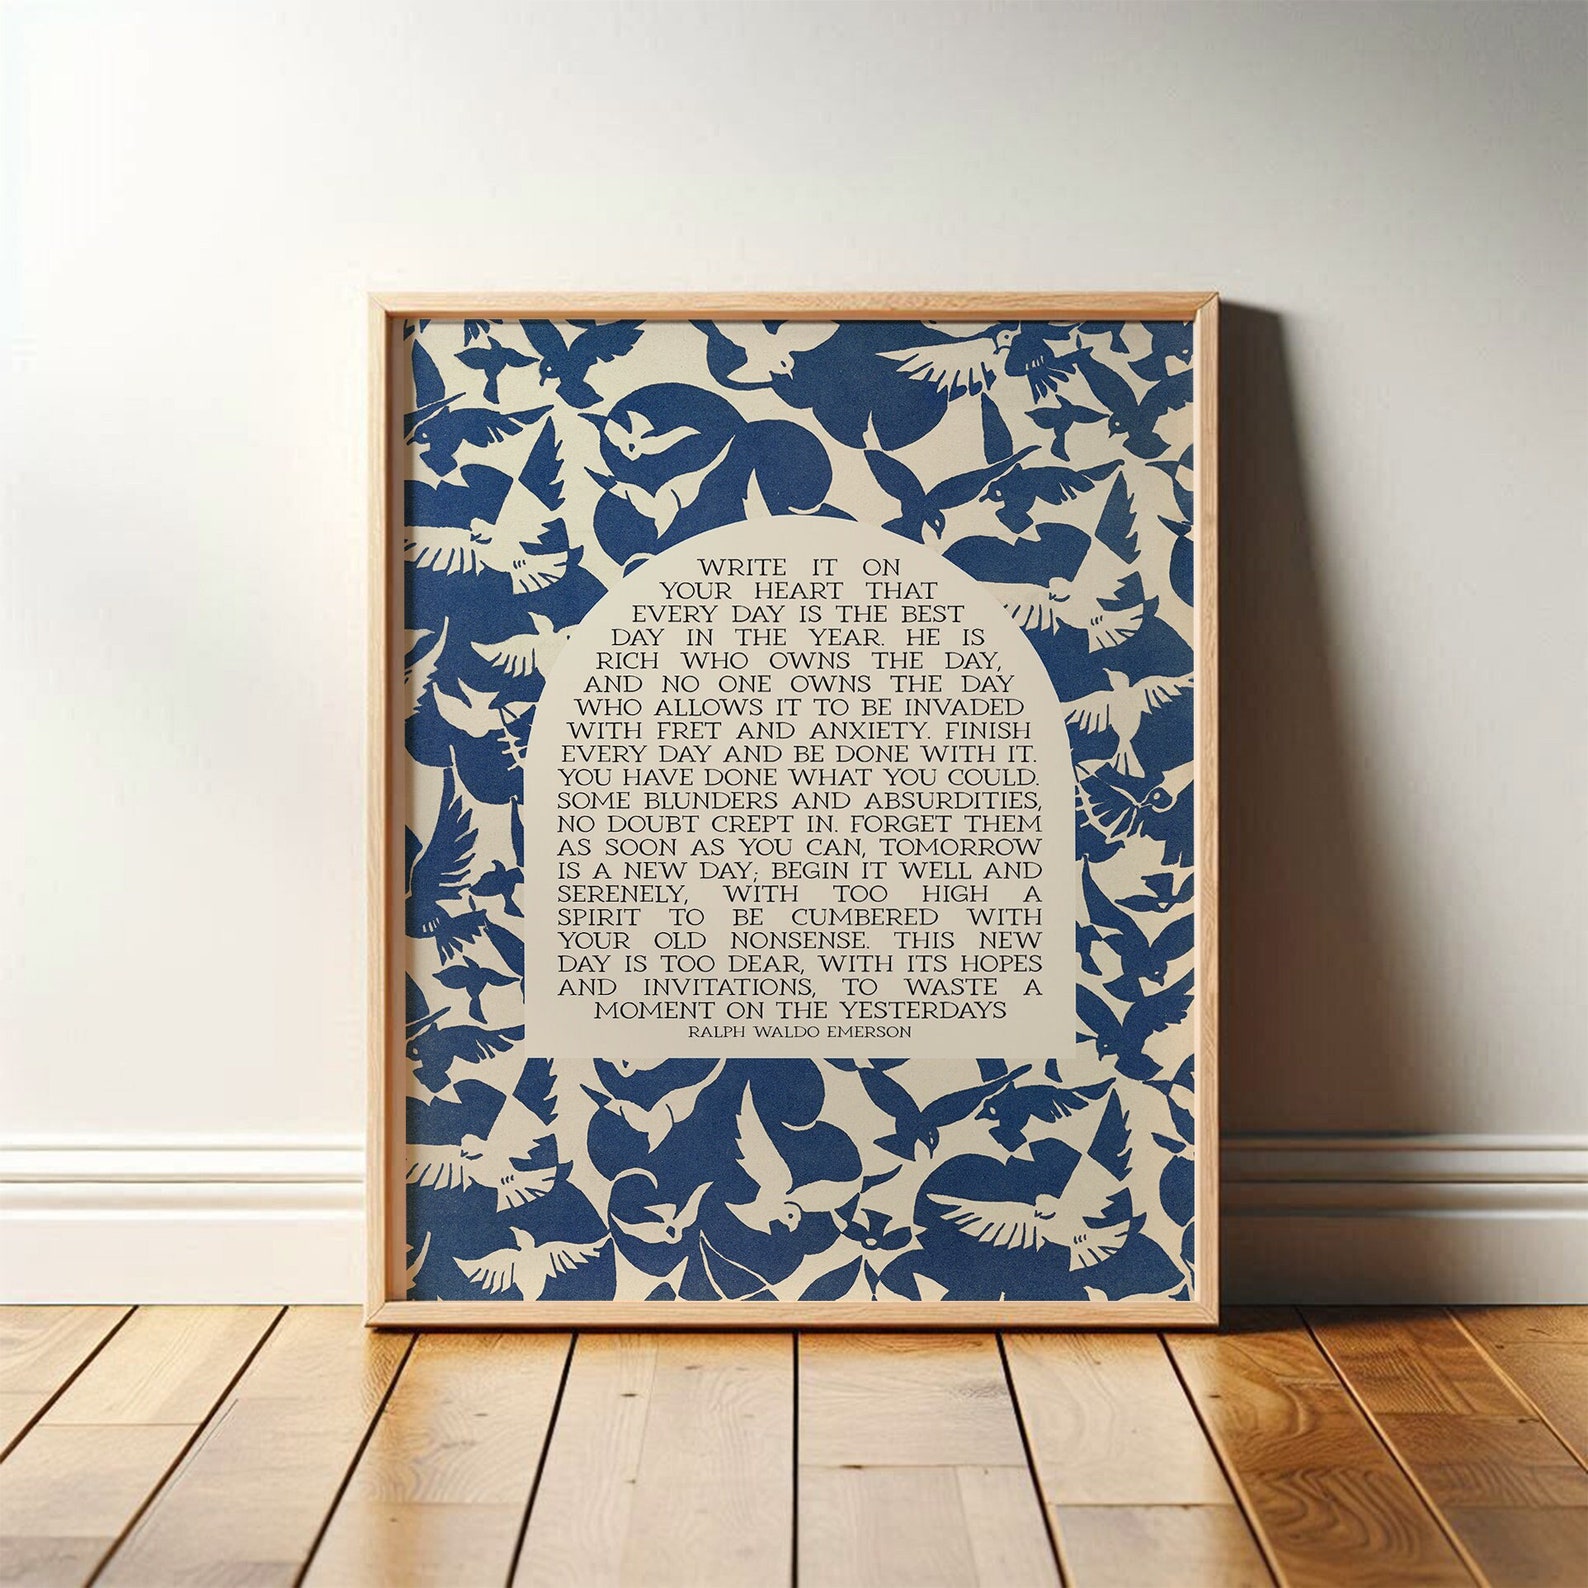 WRITE IT ON
YOUR HEART THAT
EVERY DAY IS THE BEST
DAY IN THE YEAR. HE IS
RICH WHO OWNS THE DAY,
AND NO ONE OWNS THE DAY
WHO ALLOWS IT TO BE INVADED
WITH FRET AND ANXIETY. FINISH
EVERY DAY AND BE DONE WITH IT.
YOU HAVE DONE WHAT YOU COULD.
SOME BLUNDERS AND ABSURDITIES,
NO DOUBT CREPT IN. FORGET THEM
AS SOON AS YOU CAN, TOMORROW
IS A NEW DAY; BEGIN IT WELL AND
SERENELY, WITH TOO HIGH A
SPIRIT TO BE CUMBERED WITH
YOUR OLD NONSENSE. THIS NEW
DAY IS TOO DEAR, WITH ITS HOPES
AND INVITATIONS, TO WASTE A
MOMENT ON THE YESTERDAYS
RALPH WALDO EMERSON